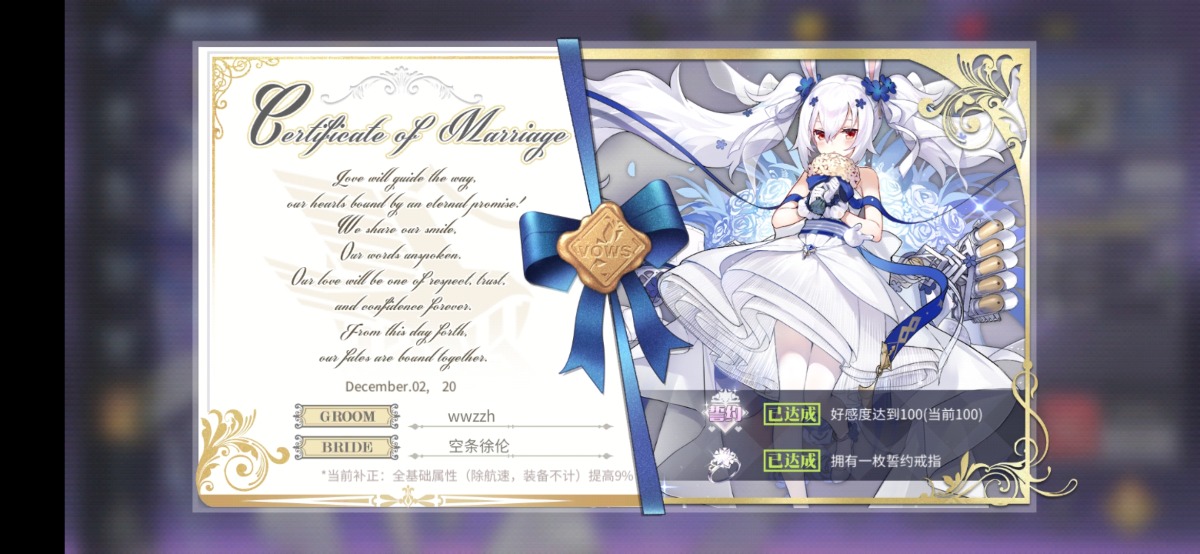 Certificate of Marriage
Love will guide the way,
our hearts bound by an eternal promise!
We share our smile,
Our words unspoken.
Our love will be one of respect, trust,
and confidence forever.
From this day forth,
our fates are bound together.
December.02, 20
GROOM wwzzh
BRIDE 空条徐伦
*当前补正：全基础属性（除航速，装备不计）提高9%
VOWS
誓约 已达成 好感度达到100(当前100)
已达成 拥有一枚誓约戒指